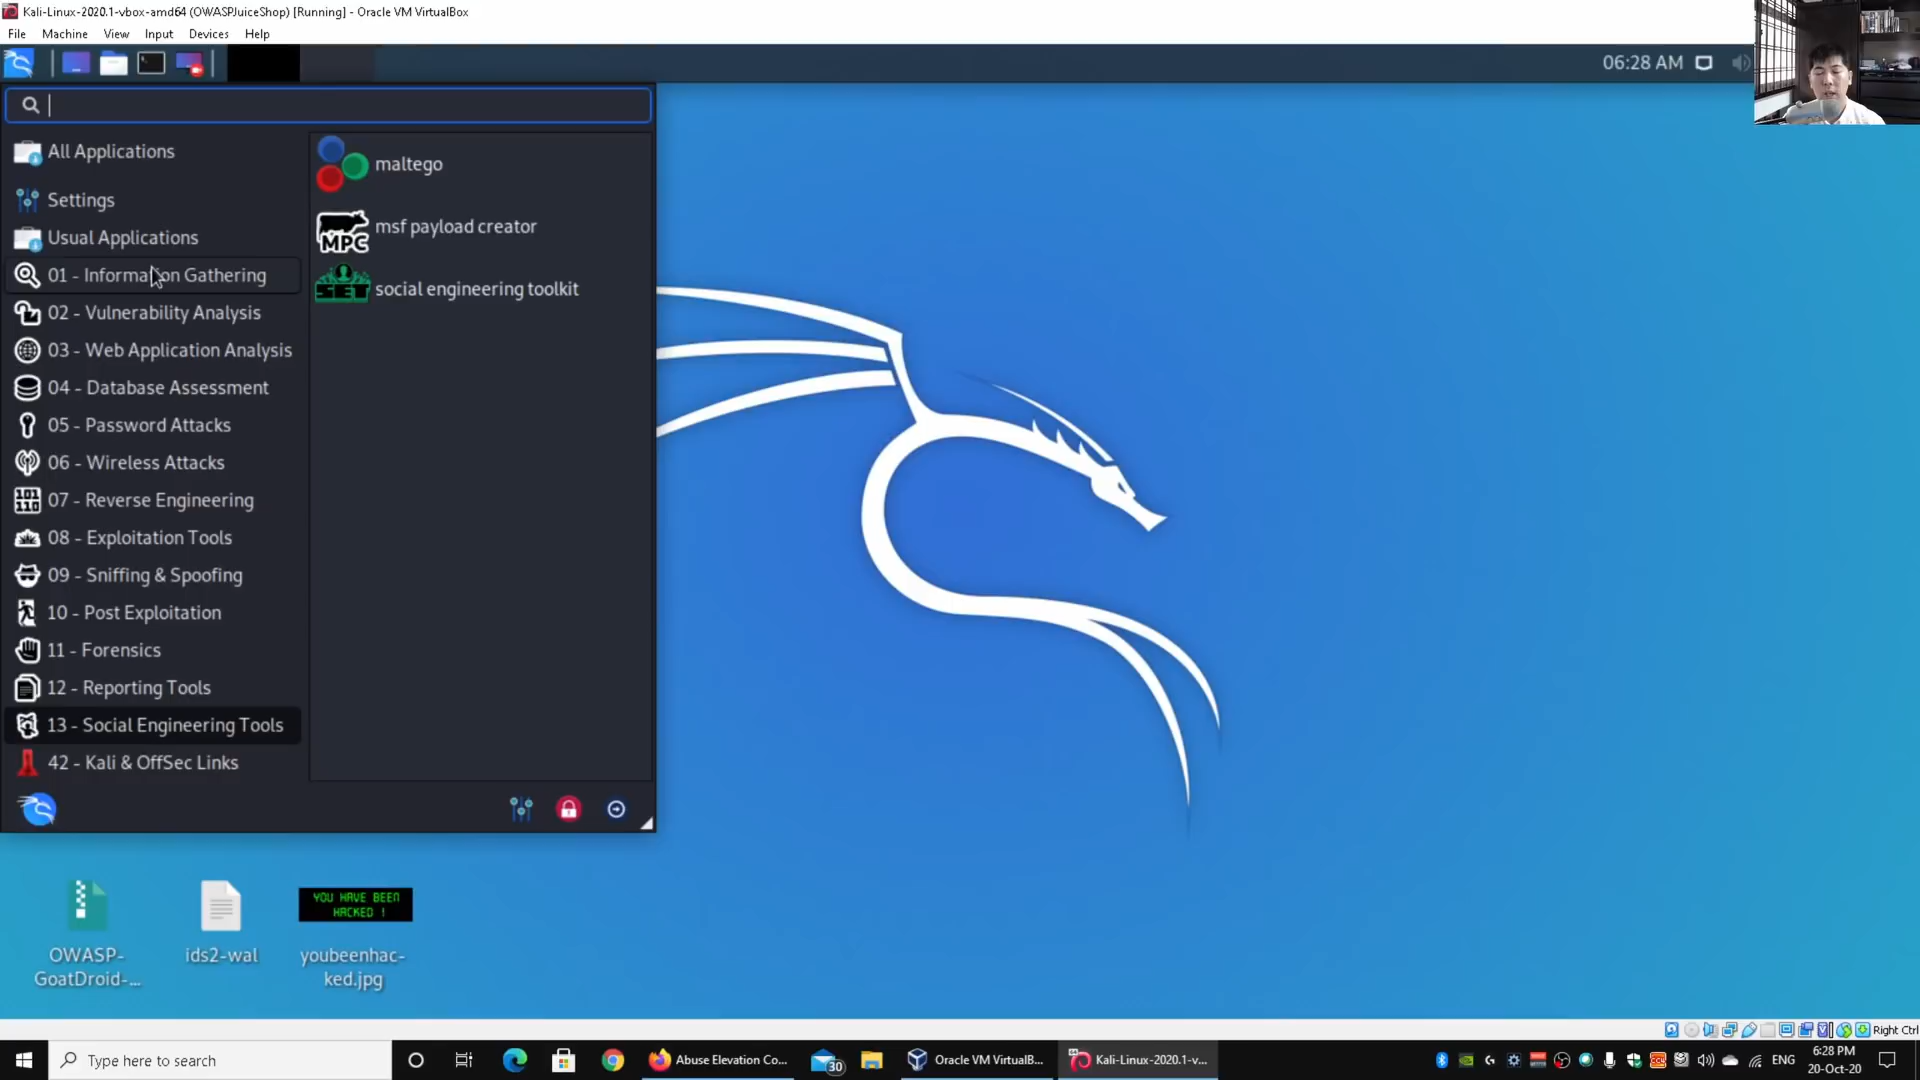 Kali-Linux-2020.1-vbox-amd64 (OWASPJuiceShop) [Running] - Oracle VM VirtualBox
File Machine View Input Devices Help
06:28 AM
All Applications
Settings
Usual Applications
01 - Information Gathering
02 - Vulnerability Analysis
03 - Web Application Analysis
04 - Database Assessment
05 - Password Attacks
06 - Wireless Attacks
07 - Reverse Engineering
08 - Exploitation Tools
09 - Sniffing & Spoofing
10 - Post Exploitation
11 - Forensics
12 - Reporting Tools
13 - Social Engineering Tools
42 - Kali & OffSec Links
maltego
MPC
msf payload creator
SET
social engineering toolkit
YOU HAVE BEEN
HACKED !
OWASP-
GoatDroid-...
ids2-wal
youbeenhac-
ked.jpg
Right Ctrl
Type here to search
Abuse Elevation Co...
30
Oracle VM VirtualB...
Kali-Linux-2020.1-v...
ENG
6:28 PM
20-Oct-20